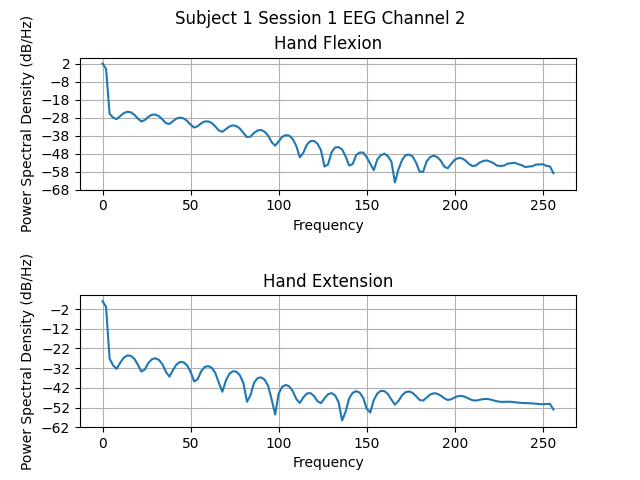 Subject 1 Session 1 EEG Channel 2
Hand Flexion
Power Spectral Density (dB/Hz)
2
−8
−18
−28
−38
−48
−58
−68
0 50 100 150 200 250
Frequency
Hand Extension
Power Spectral Density (dB/Hz)
−2
−12
−22
−32
−42
−52
−62
0 50 100 150 200 250
Frequency